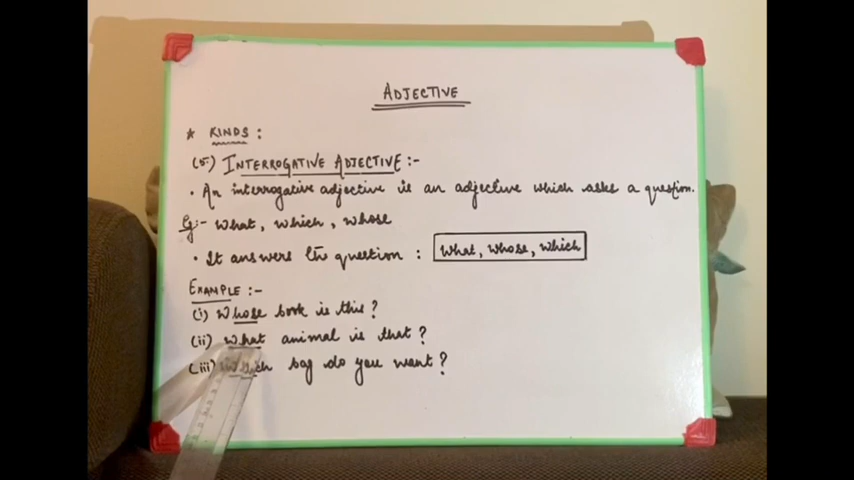 ADJECTIVE
* KINDS :
(5.) INTERROGATIVE ADJECTIVE :-
• An interrogative adjective is an adjective which asks a question.
Eg:- what, which, whose
• It answers the question : what, whose, which
EXAMPLE :-
(i) Whose book is this ?
(ii) What animal is that ?
(iii) Which bag do you want ?